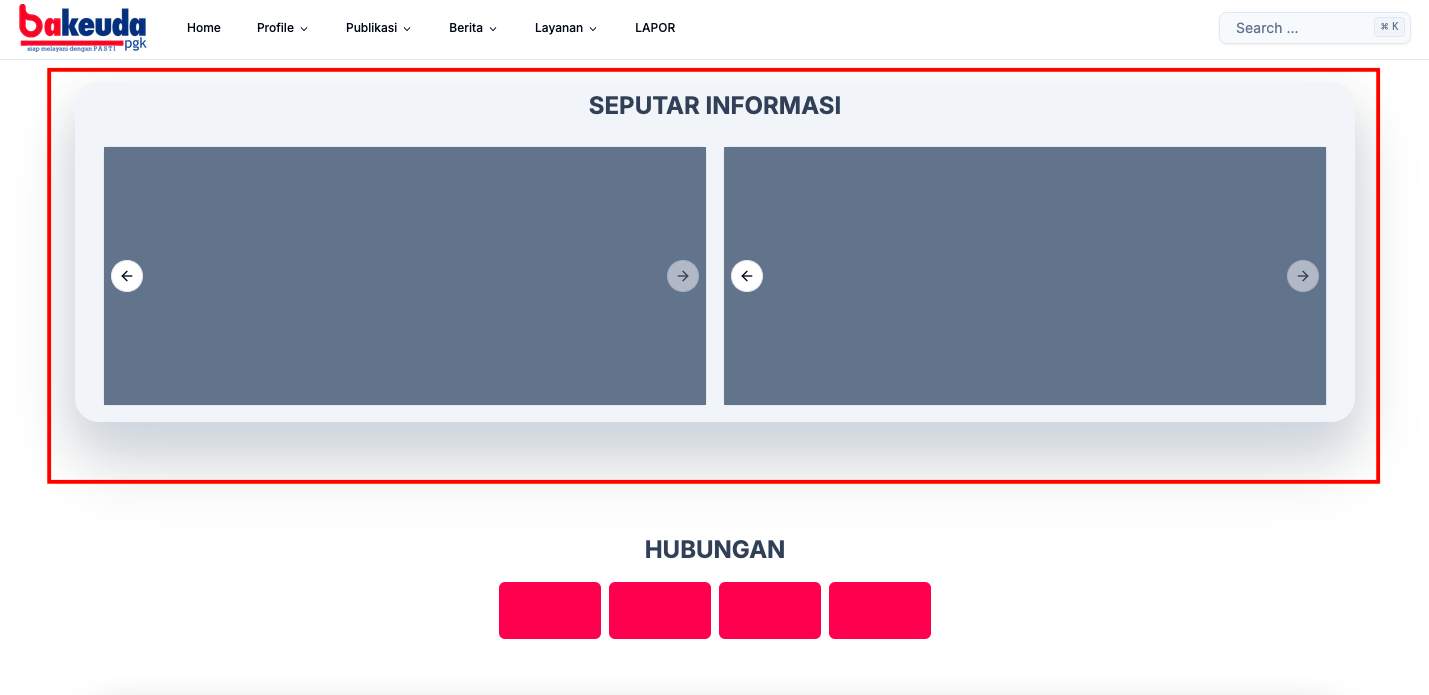 bakeuda
pgk
siap melayani dengan PASTI
Home
Profile
Publikasi
Berita
Layanan
LAPOR
Search ...
⌘ K
SEPUTAR INFORMASI
HUBUNGAN